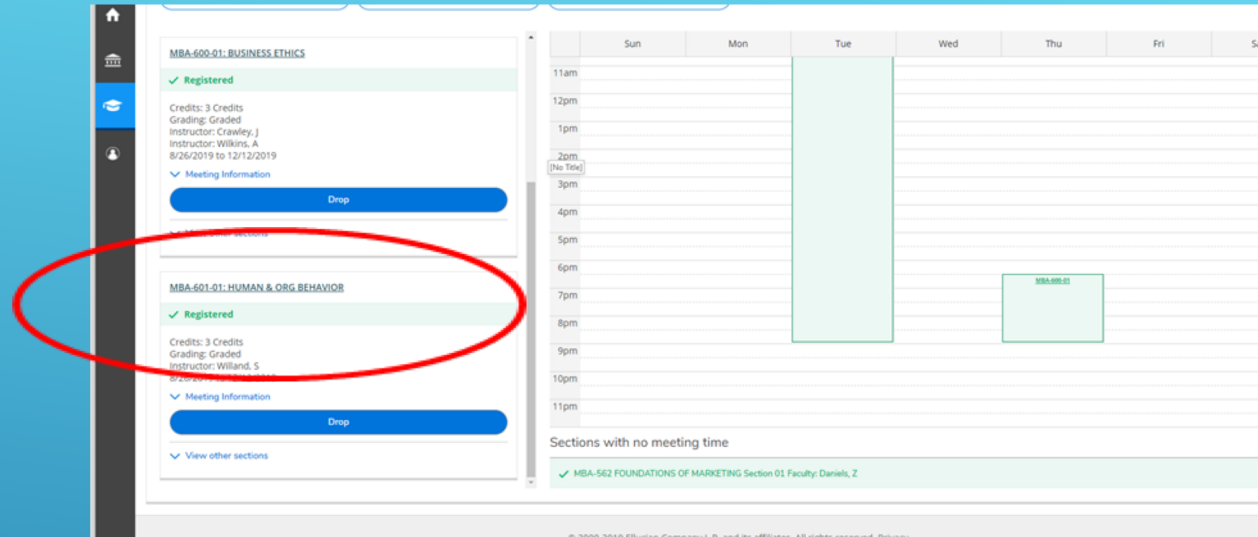 MBA-600-01: BUSINESS ETHICS
Registered
Credits: 3 Credits
Grading: Graded
Instructor: Crawley, J
Instructor: Wilkins, A
8/26/2019 to 12/12/2019
Meeting Information
Drop
other sections
MBA-601-01: HUMAN & ORG BEHAVIOR
Registered
Credits: 3 Credits
Grading: Graded
Instructor: Willand, S
Meeting Information
Drop
View other sections
Sun Mon Tue Wed Thu Fri
11am
12pm
1pm
2pm
[No Title]
3pm
4pm
5pm
6pm
MBA-600-01
7pm
8pm
9pm
10pm
11pm
Sections with no meeting time
MBA-562 FOUNDATIONS OF MARKETING Section 01 Faculty: Daniels, Z